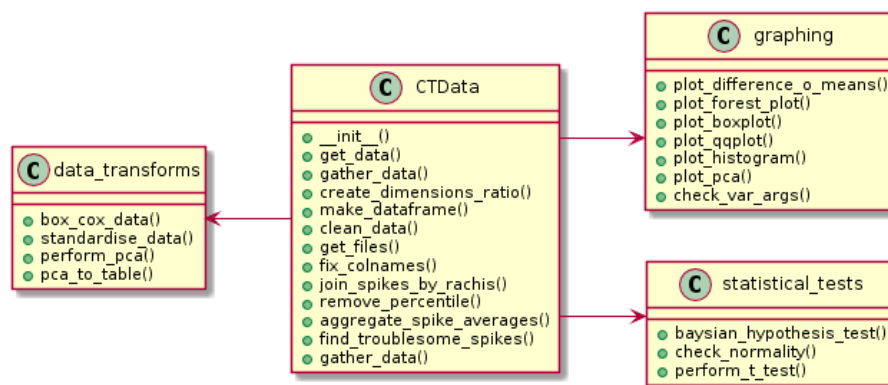 C data_transforms
box_cox_data()
standardise_data()
perform_pca()
pca_to_table()
C CTData
__init__()
get_data()
gather_data()
create_dimensions_ratio()
make_dataframe()
clean_data()
get_files()
fix_colnames()
join_spikes_by_rachis()
remove_percentile()
aggregate_spike_averages()
find_troublesome_spikes()
gather_data()
C graphing
plot_difference_o_means()
plot_forest_plot()
plot_boxplot()
plot_qqplot()
plot_histogram()
plot_pca()
check_var_args()
C statistical_tests
baysian_hypothesis_test()
check_normality()
perform_t_test()